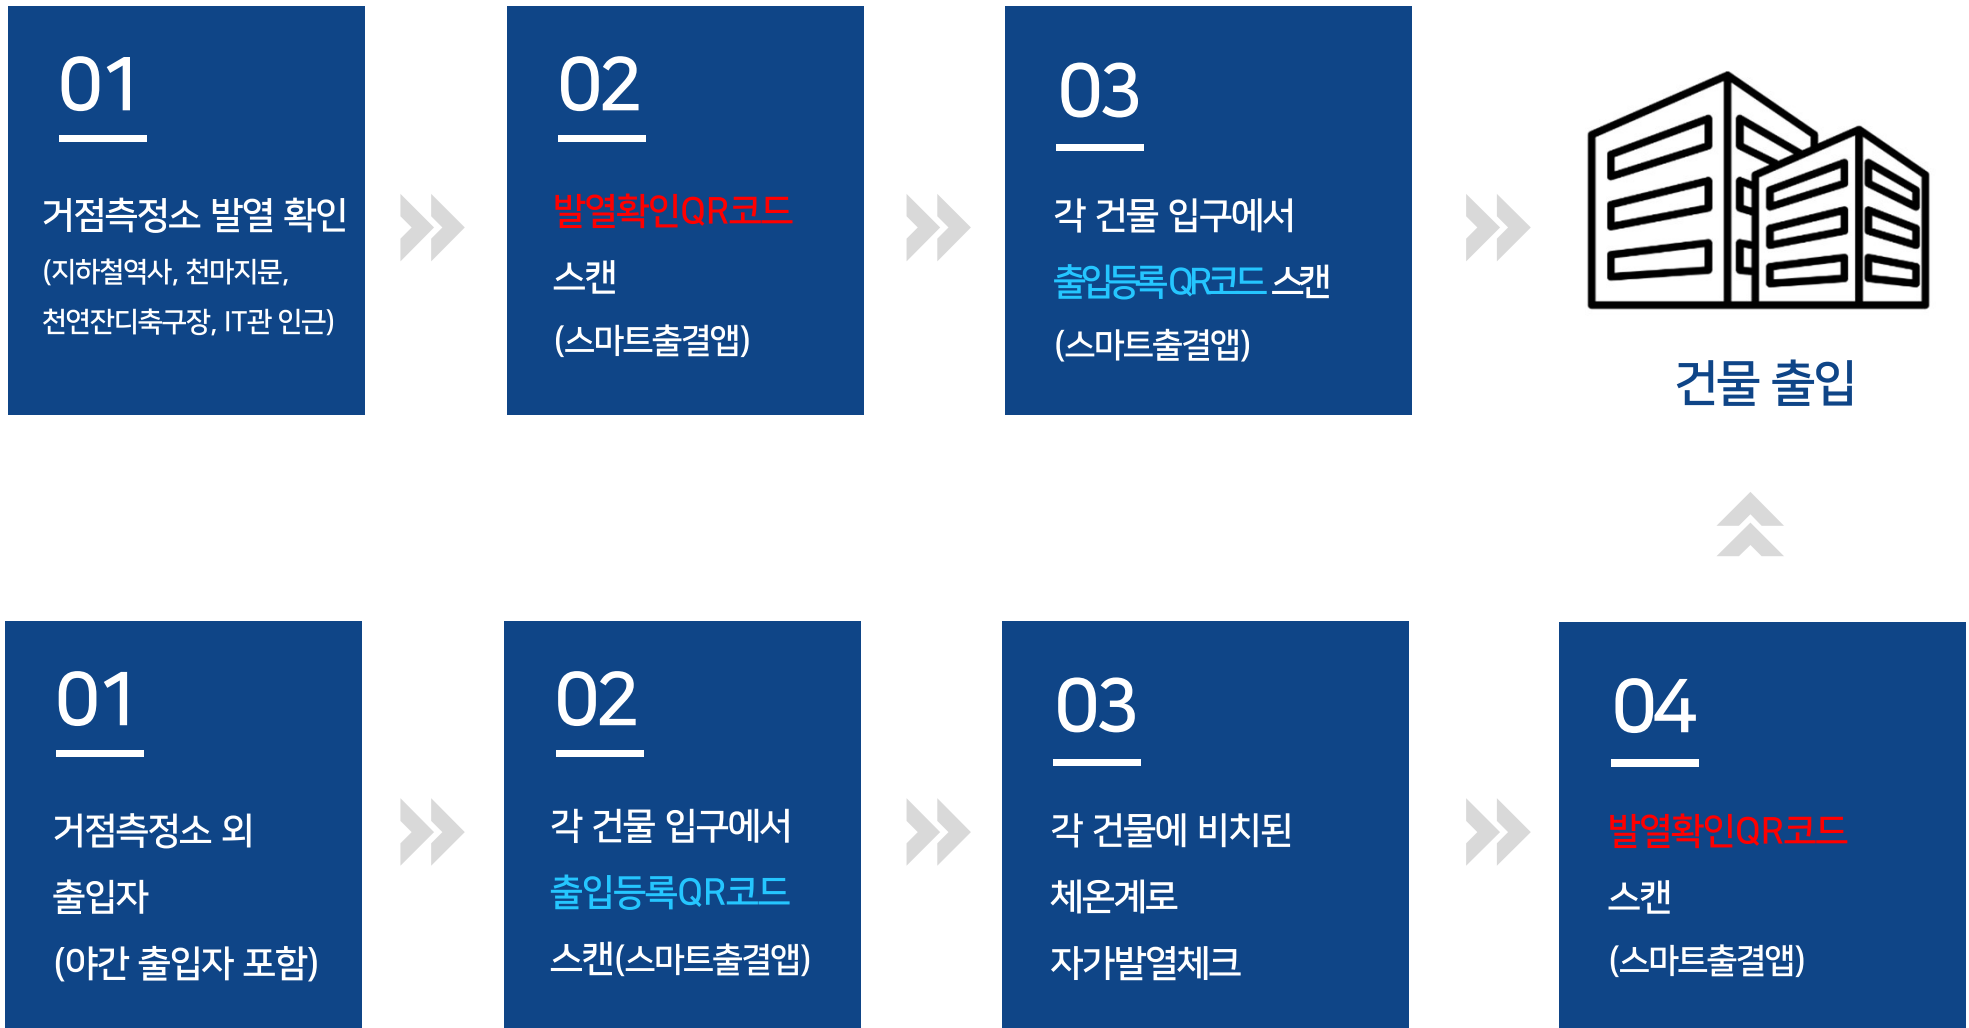 01
거점측정소 발열 확인
(지하철역사, 천마지문,
천연잔디축구장, IT관 인근)
02
발열확인QR코드
스캔
(스마트출결앱)
03
각 건물 입구에서
출입등록QR코드 스캔
(스마트출결앱)
건물 출입
01
거점측정소 외
출입자
(야간 출입자 포함)
02
각 건물 입구에서
출입등록QR코드
스캔(스마트출결앱)
03
각 건물에 비치된
체온계로
자가발열체크
04
발열확인QR코드
스캔
(스마트출결앱)